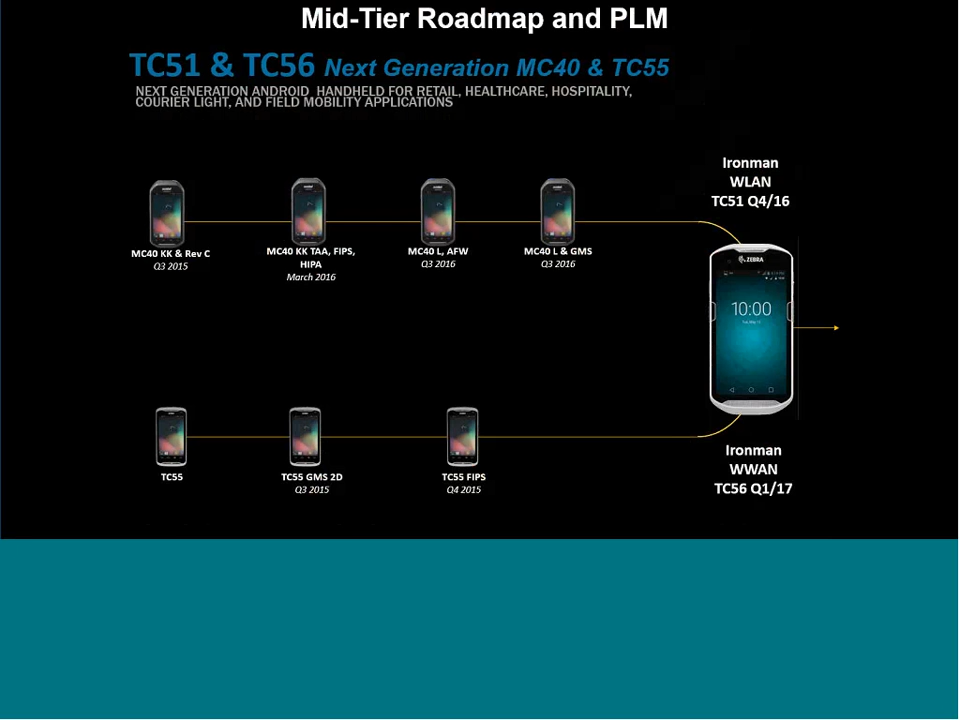 Mid-Tier Roadmap and PLM
TC51 & TC56 Next Generation MC40 & TC55
NEXT GENERATION ANDROID HANDHELD FOR RETAIL, HEALTHCARE, HOSPITALITY,
COURIER LIGHT, AND FIELD MOBILITY APPLICATIONS
Ironman
WLAN
TC51 Q4/16
MC40 KK & Rev C
Q3 2015
MC40 KK TAA, FIPS,
HIPA
March 2016
MC40 L, AFW
Q3 2016
MC40 L & GMS
Q3 2016
ZEBRA
10:00
TC55
TC55 GMS 2D
Q3 2015
TC55 FIPS
Q4 2015
Ironman
WWAN
TC56 Q1/17